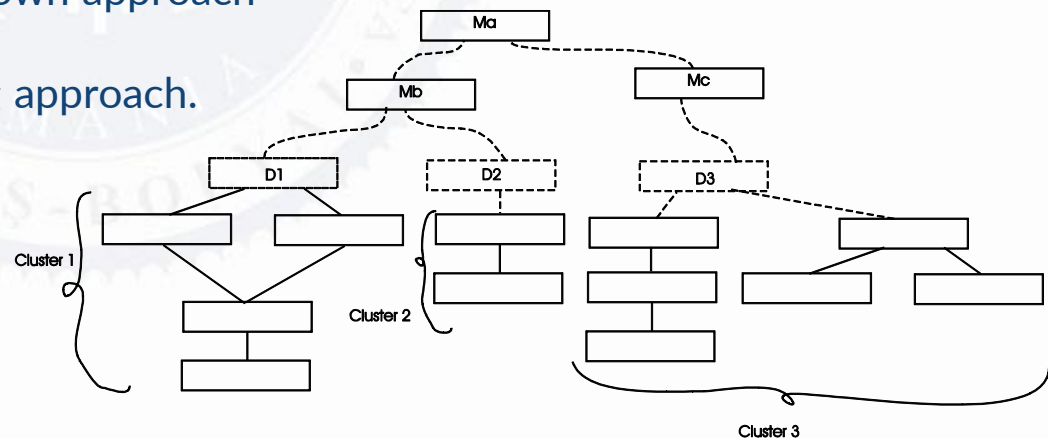 own approach
approach.
Ma
Mb
Mc
D1
D2
D3
Cluster 1
Cluster 2
Cluster 3